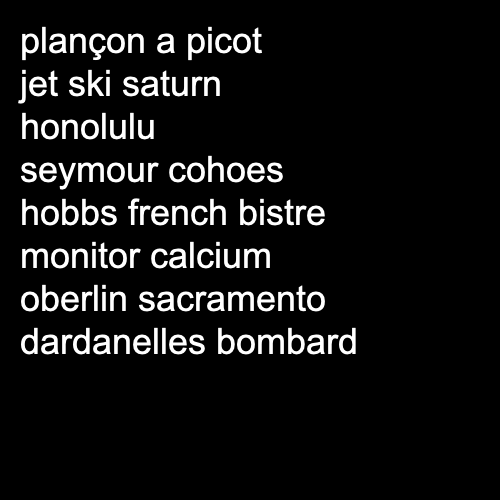 plançon a picot
jet ski saturn
honolulu
seymour cohoes
hobbs french bistre
monitor calcium
oberlin sacramento
dardanelles bombard